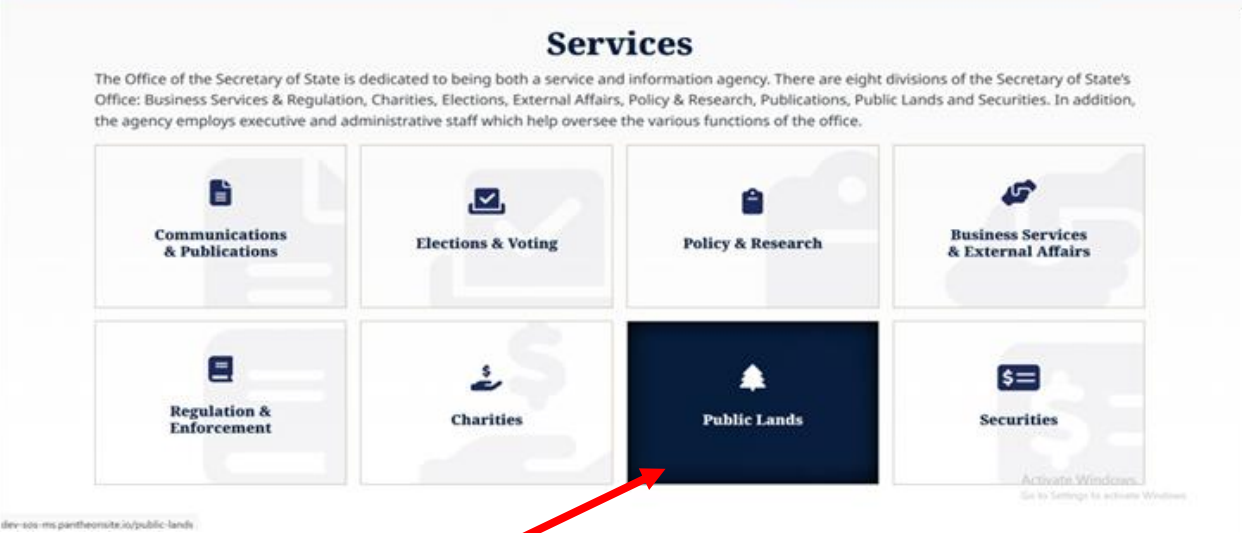 Services
The Office of the Secretary of State is dedicated to being both a service and information agency. There are eight divisions of the Secretary of State's
Office: Business Services & Regulation, Charities, Elections, External Affairs, Policy & Research, Publications, Public Lands and Securities. In addition,
the agency employs executive and administrative staff which help oversee the various functions of the office.
Communications
& Publications
Elections & Voting
Policy & Research
Business Services
& External Affairs
Regulation &
Enforcement
Charities
Public Lands
Securities
Activate Windows
Go to Settings to activate Windows.
dev-sos-ms.pantheonsite.io/public-lands